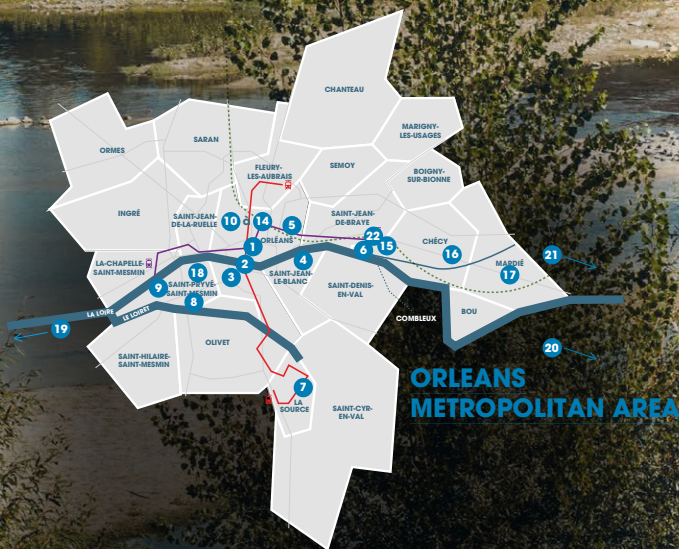 CHANTEAU
MARIGNY-
LES-USAGES
SARAN
ORMES
FLEURY-
LES-AUBRAIS
SEMOY
BOIGNY-
SUR-BIONNE
INGRÉ
SAINT-JEAN-
DE-LA-RUELLE
10
14
5
SAINT-JEAN-
DE-BRAYE
22
ORLÉANS
1
6
15
CHÉCY
16
21
LA-CHAPELLE-
SAINT-MESMIN
2
4
MARDIÉ
17
18
3
SAINT-JEAN-
LE-BLANC
9
SAINT-PRYVÉ-
SAINT-MESMIN
8
SAINT-DENIS-
EN-VAL
LA LOIRE
LE LOIRET
COMBLEUX
BOU
19
OLIVET
20
SAINT-HILAIRE-
SAINT-MESMIN
7
LA
SOURCE
SAINT-CYR-
EN-VAL
ORLEANS
METROPOLITAN AREA